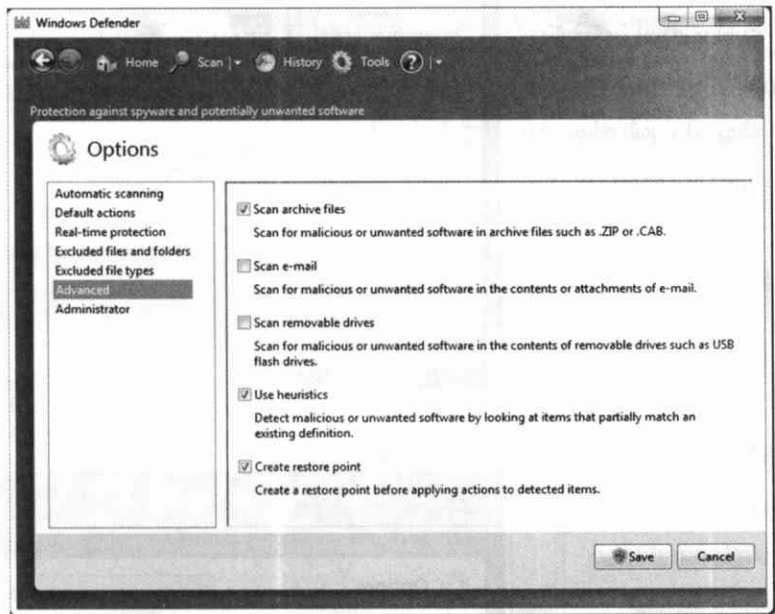 Windows Defender
Home Scan History Tools
Protection against spyware and potentially unwanted software
Options
Automatic scanning
Default actions
Real-time protection
Excluded files and folders
Excluded file types
Advanced
Administrator
Scan archive files
Scan for malicious or unwanted software in archive files such as .ZIP or .CAB.
Scan e-mail
Scan for malicious or unwanted software in the contents or attachments of e-mail.
Scan removable drives
Scan for malicious or unwanted software in the contents of removable drives such as USB
flash drives.
Use heuristics
Detect malicious or unwanted software by looking at items that partially match an
existing definition.
Create restore point
Create a restore point before applying actions to detected items.
Save Cancel